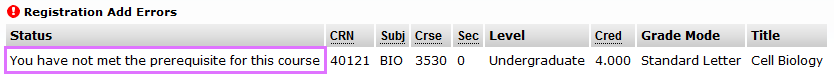 Registration Add Errors
Status CRN Subj Crse Sec Level Cred Grade Mode Title
You have not met the prerequisite for this course 40121 BIO 3530 0 Undergraduate 4.000 Standard Letter Cell Biology